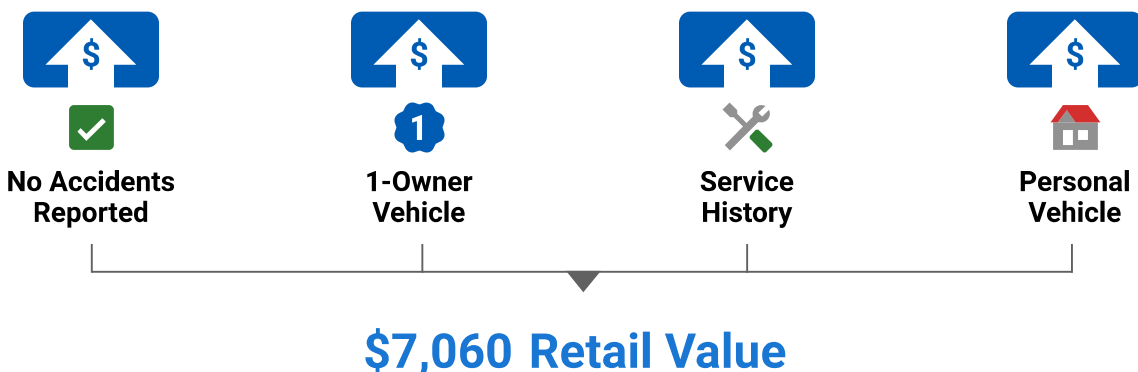 $ $ $ $
1
No Accidents 1-Owner Service Personal
Reported Vehicle History Vehicle
$7,060 Retail Value